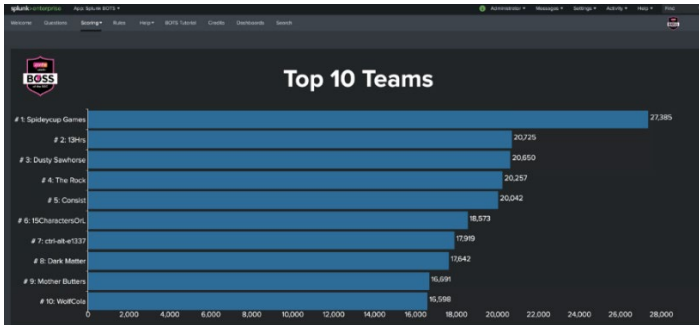 splunk>enterprise App: Splunk BOTS Administrator Messages Settings Activity Help Find
Welcome Questions Scoring Rules Help BOTS Tutorial Credits Dashboards Search
BOSS
Top 10 Teams
# 1: Spideycup Games 27,385
# 2: 13Hrs 20,725
# 3: Dusty Sawhorse 20,650
# 4: The Rock 20,257
# 5: Consist 20,042
# 6: 15CharactersOrL 18,573
# 7: ctrl-alt-e1337 17,919
# 8: Dark Matter 17,642
# 9: Mother Butters 16,691
# 10: WolfCola 16,598
0 2,000 4,000 6,000 8,000 10,000 12,000 14,000 16,000 18,000 20,000 22,000 24,000 26,000 28,000